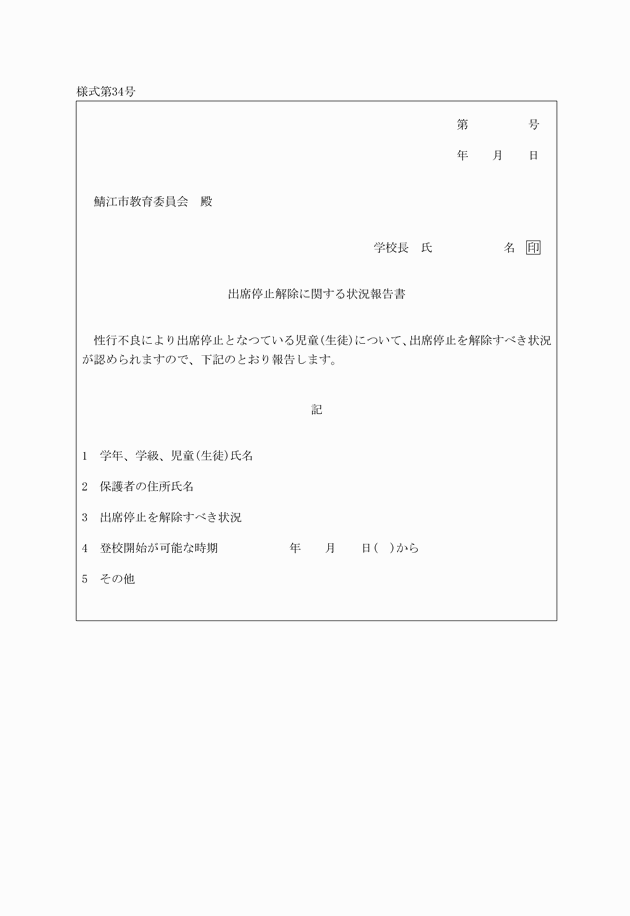 様式第34号
第　　　　　号
年　　月　　日
鯖江市教育委員会　殿
学校長　氏　　　　　　名　印
出席停止解除に関する状況報告書
性行不良により出席停止となつている児童(生徒)について、出席停止を解除すべき状況
が認められますので、下記のとおり報告します。
記
1　学年、学級、児童(生徒)氏名
2　保護者の住所氏名
3　出席停止を解除すべき状況
4　登校開始が可能な時期　　　　　　年　　月　　日(　)から
5　その他